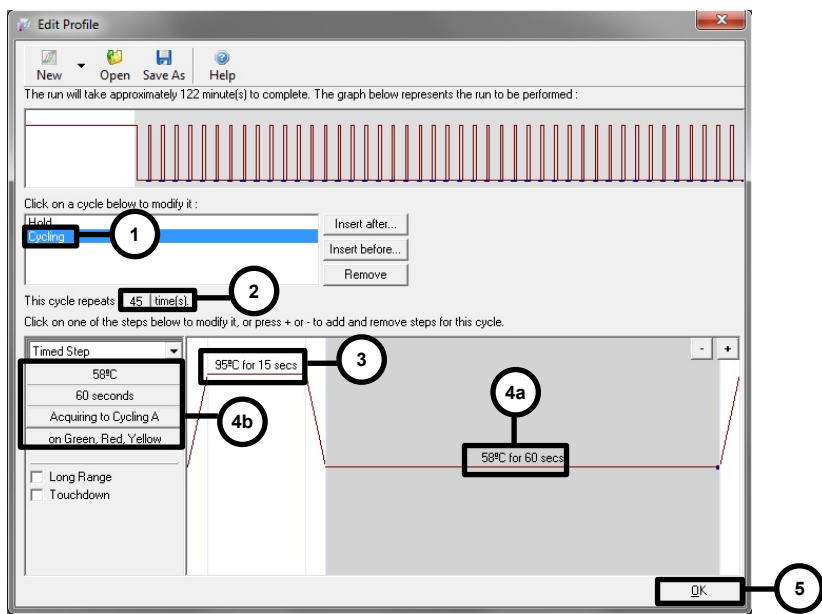 Edit Profile
New Open Save As Help
The run will take approximately 122 minute(s) to complete. The graph below represents the run to be performed :
Click on a cycle below to modify it :
Hold
Cycling
1
Insert after...
Insert before...
Remove
This cycle repeats 45 time(s).
2
Click on one of the steps below to modify it, or press + or - to add and remove steps for this cycle.
Timed Step
58ºC
60 seconds
Acquiring to Cycling A
on Green, Red, Yellow
4b
Long Range
Touchdown
95ºC for 15 secs
3
- +
4a
58ºC for 60 secs
OK
5